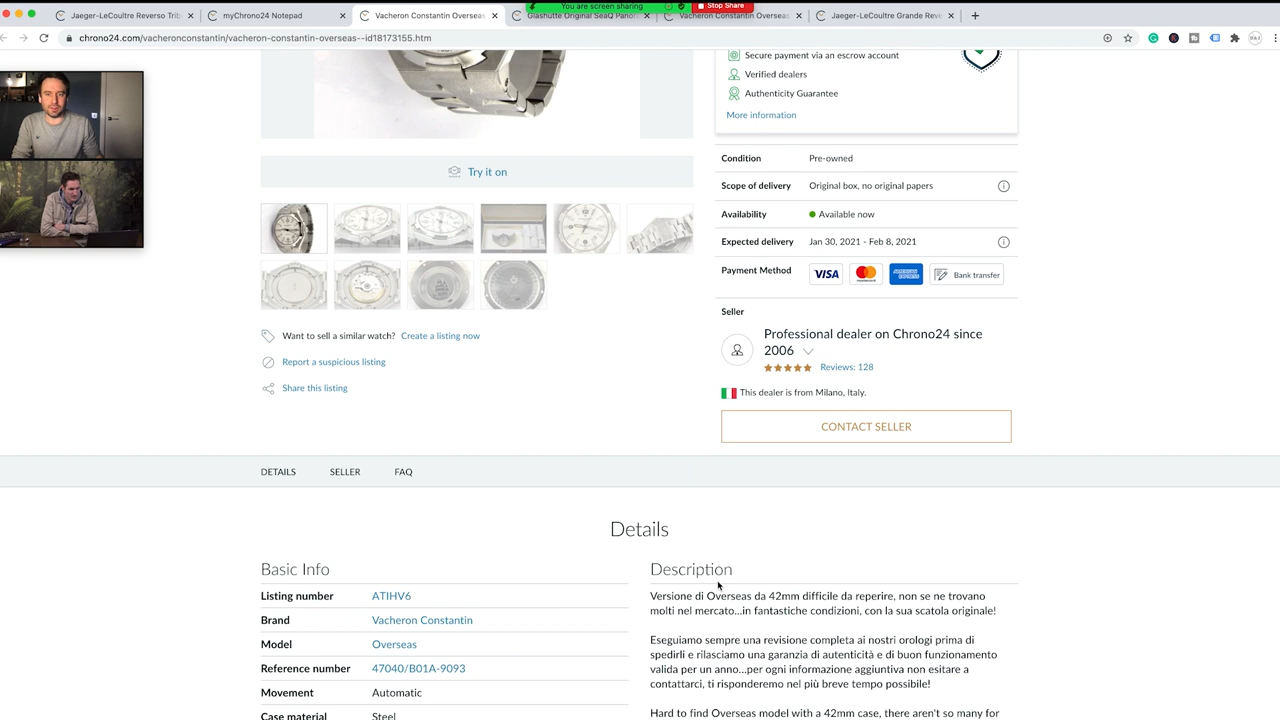 You are screen sharing
Stop Share
Jaeger-LeCoultre Reverso Trib
myChrono24 Notepad
Vacheron Constantin Overseas
Glashütte Original SeaQ Panor
Vacheron Constantin Overseas
Jaeger-LeCoultre Grande Reve
chrono24.com/vacheronconstantin/vacheron-constantin-overseas--id18173155.htm
Secure payment via an escrow account
Verified dealers
Authenticity Guarantee
More information
Try it on
Condition Pre-owned
Scope of delivery Original box, no original papers
Availability Available now
Expected delivery Jan 30, 2021 - Feb 8, 2021
Payment Method VISA Bank transfer
Want to sell a similar watch? Create a listing now
Report a suspicious listing
Share this listing
Seller
Professional dealer on Chrono24 since
2006
Reviews: 128
This dealer is from Milano, Italy.
CONTACT SELLER
DETAILS SELLER FAQ
Details
Basic Info
Listing number ATIHV6
Brand Vacheron Constantin
Model Overseas
Reference number 47040/B01A-9093
Movement Automatic
Case material Steel
Description
Versione di Overseas da 42mm difficile da reperire, non se ne trovano
molti nel mercato...in fantastiche condizioni, con la sua scatola originale!
Eseguiamo sempre una revisione completa ai nostri orologi prima di
spedirli e rilasciamo una garanzia di autenticità e di buon funzionamento
valida per un anno...per ogni informazione aggiuntiva non esitare a
contattarci, ti risponderemo nel più breve tempo possibile!
Hard to find Overseas model with a 42mm case, there aren't so many for